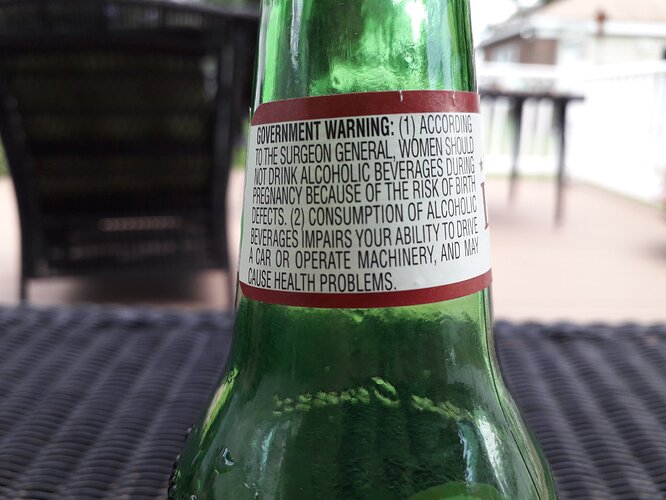 GOVERNMENT WARNING: (1) ACCORDING
TO THE SURGEON GENERAL, WOMEN SHOULD
NOT DRINK ALCOHOLIC BEVERAGES DURING
PREGNANCY BECAUSE OF THE RISK OF BIRTH
DEFECTS. (2) CONSUMPTION OF ALCOHOLIC
BEVERAGES IMPAIRS YOUR ABILITY TO DRIVE
A CAR OR OPERATE MACHINERY, AND MAY
CAUSE HEALTH PROBLEMS.